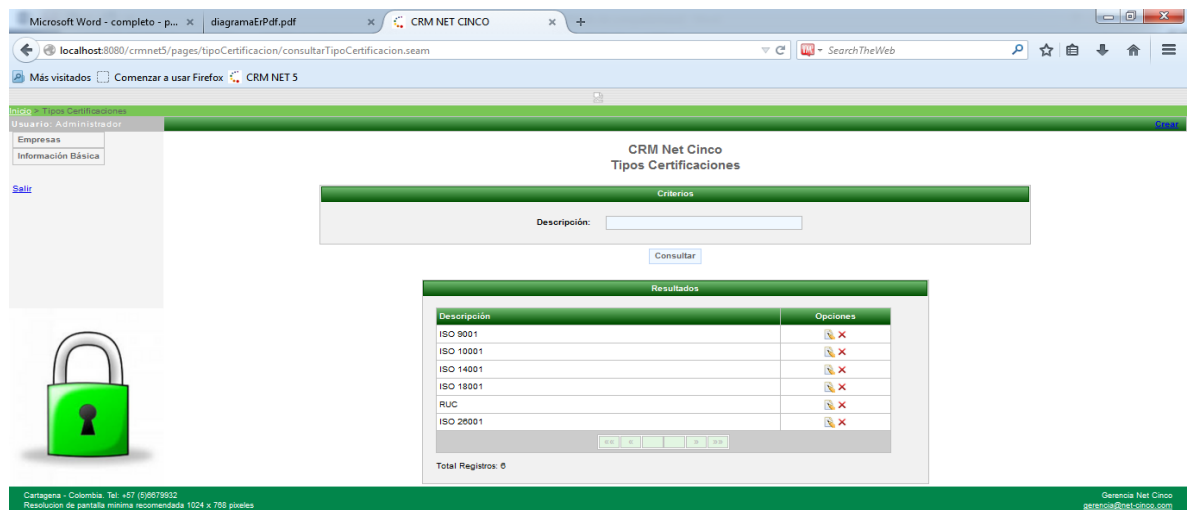 Microsoft Word - completo - p... × diagramaErPdf.pdf × CRM NET CINCO × +
localhost:8080/crmnet5/pages/tipoCertificacion/consultarTipoCertificacion.seam SearchTheWeb
Más visitados Comenzar a usar Firefox CRM NET 5
Inicio > Tipos Certificaciones
Usuario: Administrador Crear
Empresas
Información Básica
Salir
CRM Net Cinco
Tipos Certificaciones
Criterios
Descripción:
Consultar
Resultados
Descripción Opciones
ISO 9001
ISO 10001
ISO 14001
ISO 18001
RUC
ISO 26001
Total Registros: 6
Cartagena - Colombia. Tel: +57 (5)6679932 Gerencia Net Cinco
Resolucion de pantalla minima recomendada 1024 x 768 pixeles gerencia@net-cinco.com